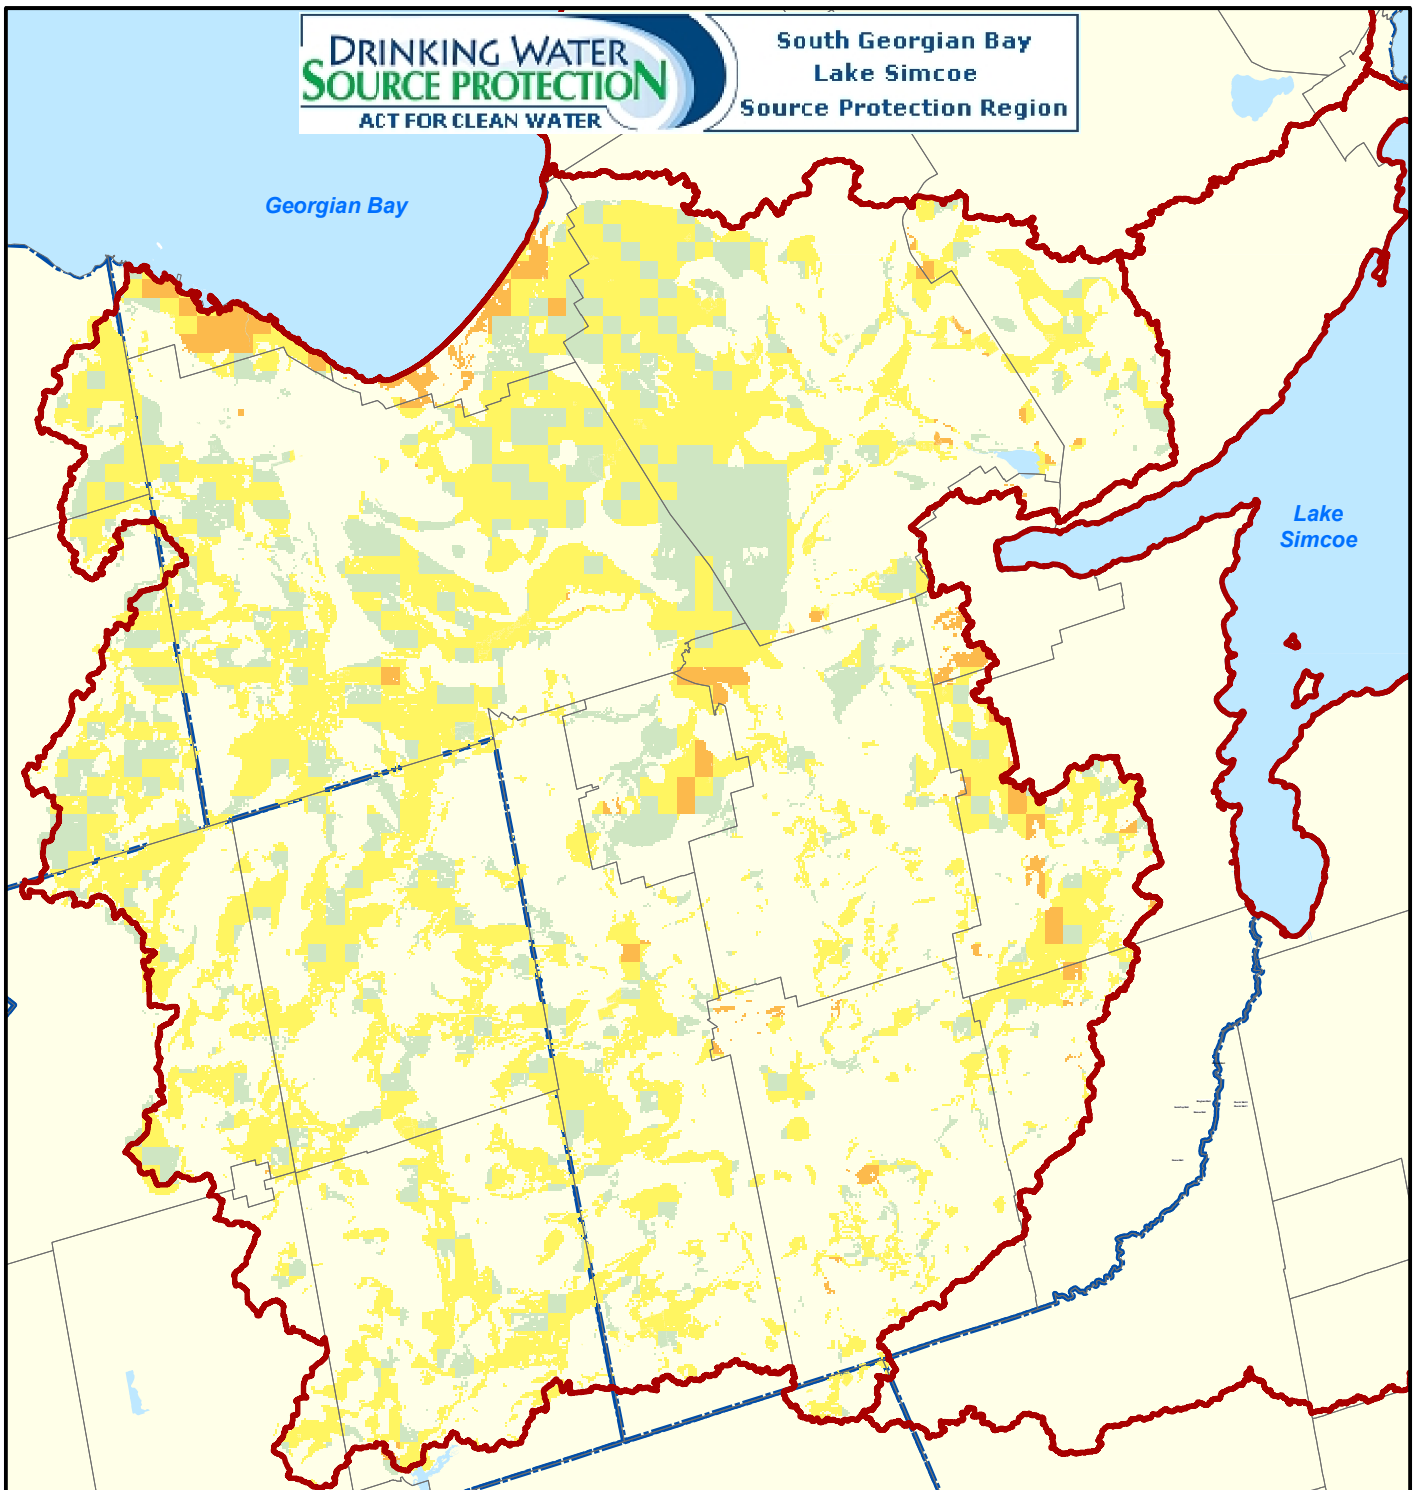 DRINKING WATER
SOURCE PROTECTION
ACT FOR CLEAN WATER
South Georgian Bay
Lake Simcoe
Source Protection Region
Georgian Bay
Lake
Simcoe